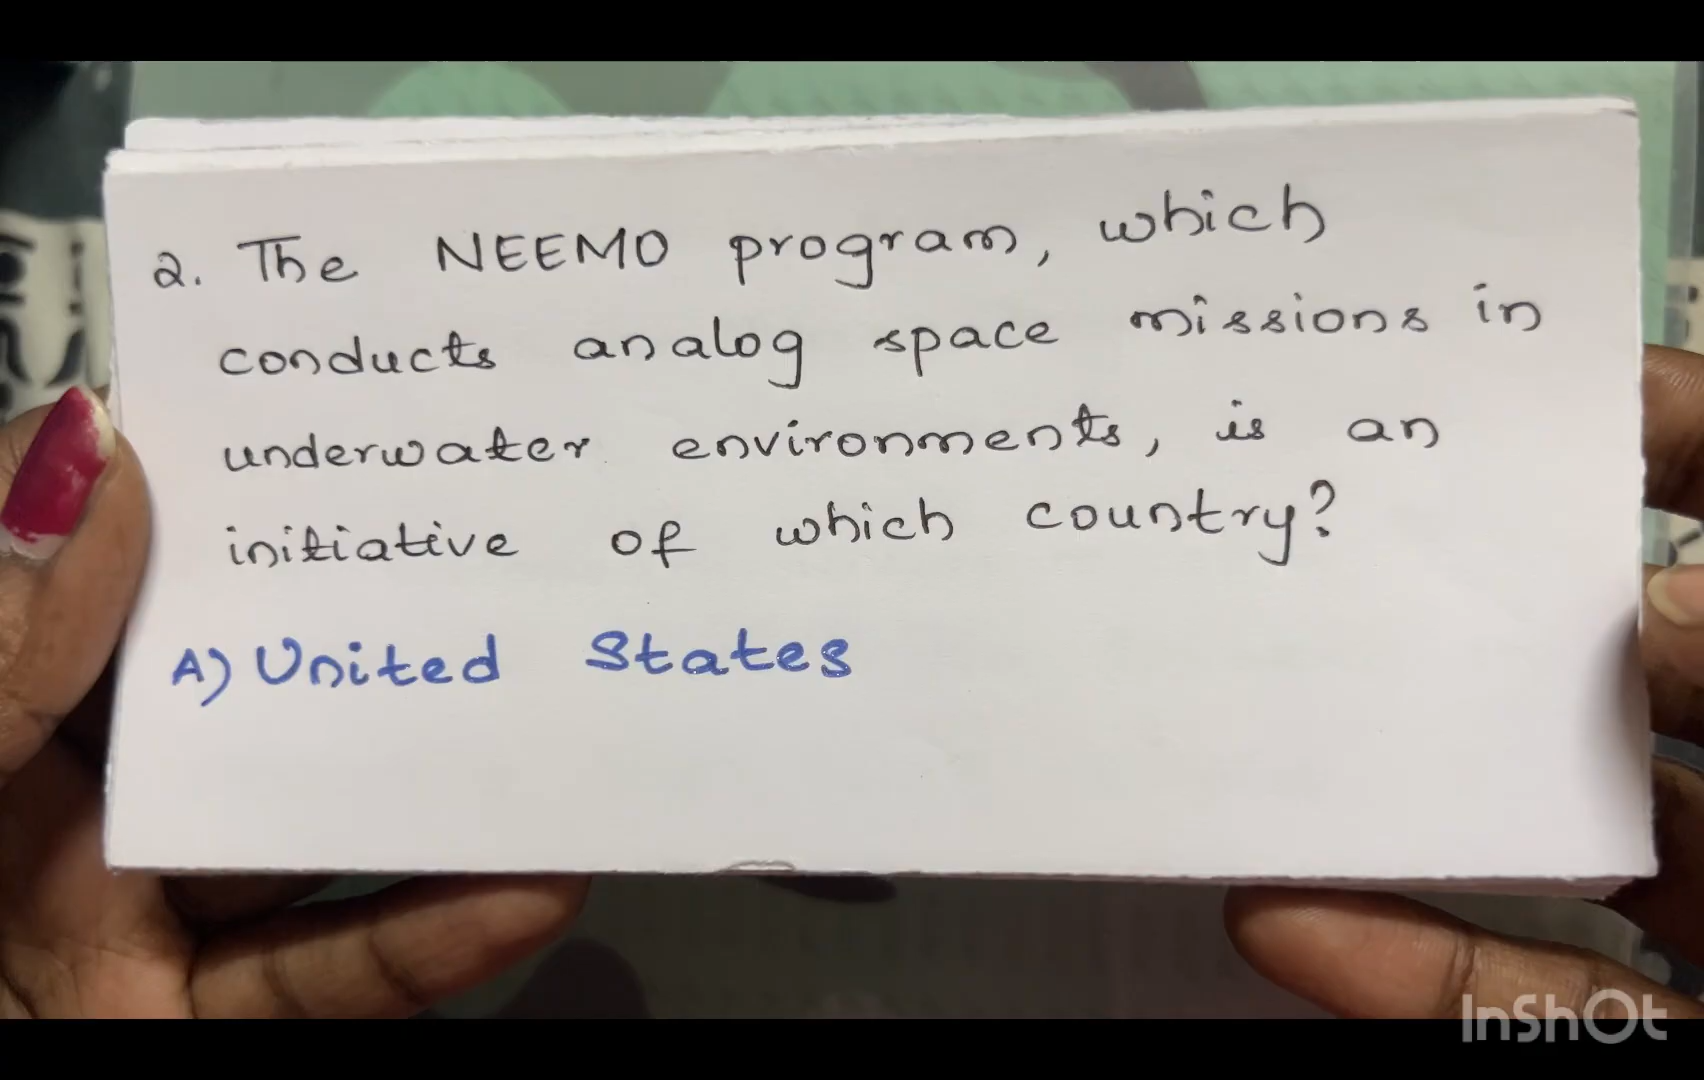 2. The NEEMO program, which
conducts analog space missions in
underwater environments, is an
initiative of which country?
A) United States
InShOt